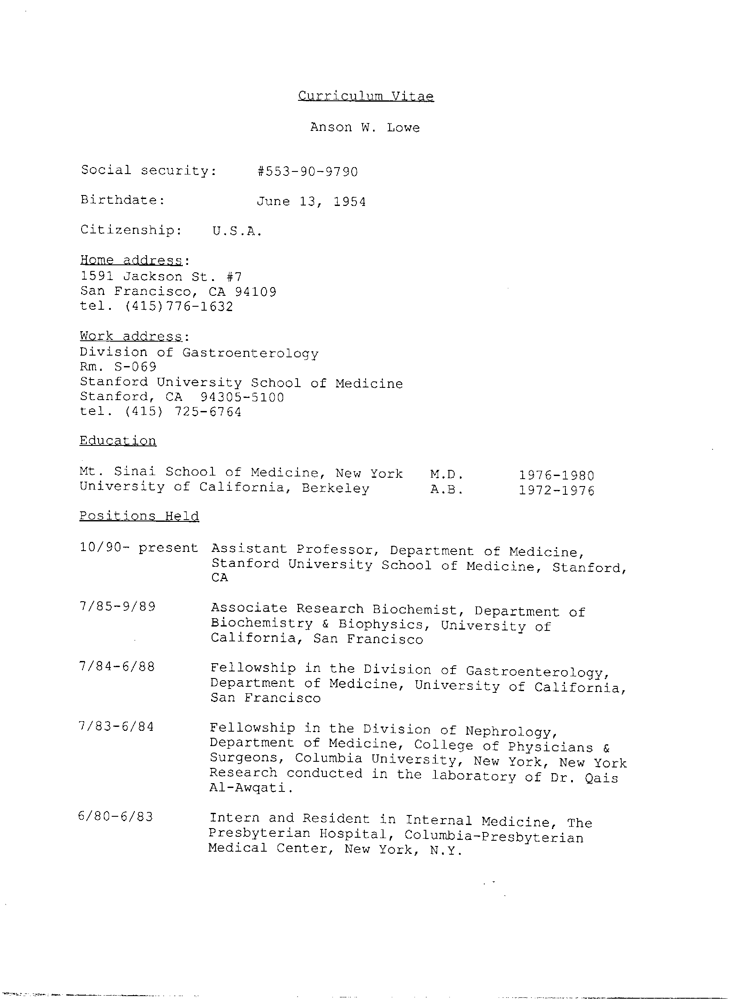 Curriculum Vitae
Anson W. Lowe
Social security: #553-90-9790
Birthdate: June 13, 1954
Citizenship: U.S.A.
Home address:
1591 Jackson St. #7
San Francisco, CA 94109
tel. (415)776-1632
Work address:
Division of Gastroenterology
Rm. S-069
Stanford University School of Medicine
Stanford, CA 94305-5100
tel. (415) 725-6764
Education
Mt. Sinai School of Medicine, New York M.D. 1976-1980
University of California, Berkeley A.B. 1972-1976
Positions Held
10/90- present Assistant Professor, Department of Medicine,
Stanford University School of Medicine, Stanford,
CA
7/85-9/89 Associate Research Biochemist, Department of
Biochemistry & Biophysics, University of
California, San Francisco
7/84-6/88 Fellowship in the Division of Gastroenterology,
Department of Medicine, University of California,
San Francisco
7/83-6/84 Fellowship in the Division of Nephrology,
Department of Medicine, College of Physicians &
Surgeons, Columbia University, New York, New York
Research conducted in the laboratory of Dr. Qais
Al-Awqati.
6/80-6/83 Intern and Resident in Internal Medicine, The
Presbyterian Hospital, Columbia-Presbyterian
Medical Center, New York, N.Y.